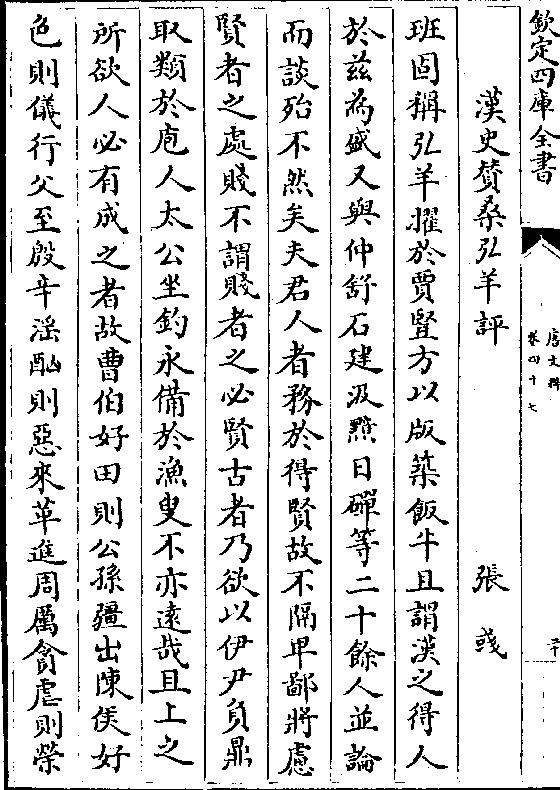 欽定四庫全書
唐文粹
卷四十七
二十
漢史贊桑弘羊評　張彧
班固稱弘羊擢於賈豎方以版築飯牛且謂漢之得人
於茲為盛又與仲舒石建汲黯日磾等二十餘人並論
而談殆不然矣夫君人者務於得賢故不隔卑鄙將慮
賢者之處賤不謂賤者之必賢古者乃欲以伊尹負鼎
取類於庖人太公坐釣永備於漁叟不亦遠哉且上之
所欲人必有成之者故曹伯好田則公孫彊出陳侯好
色則儀行父至殷辛淫酗則惡來革進周厲貪虐則榮